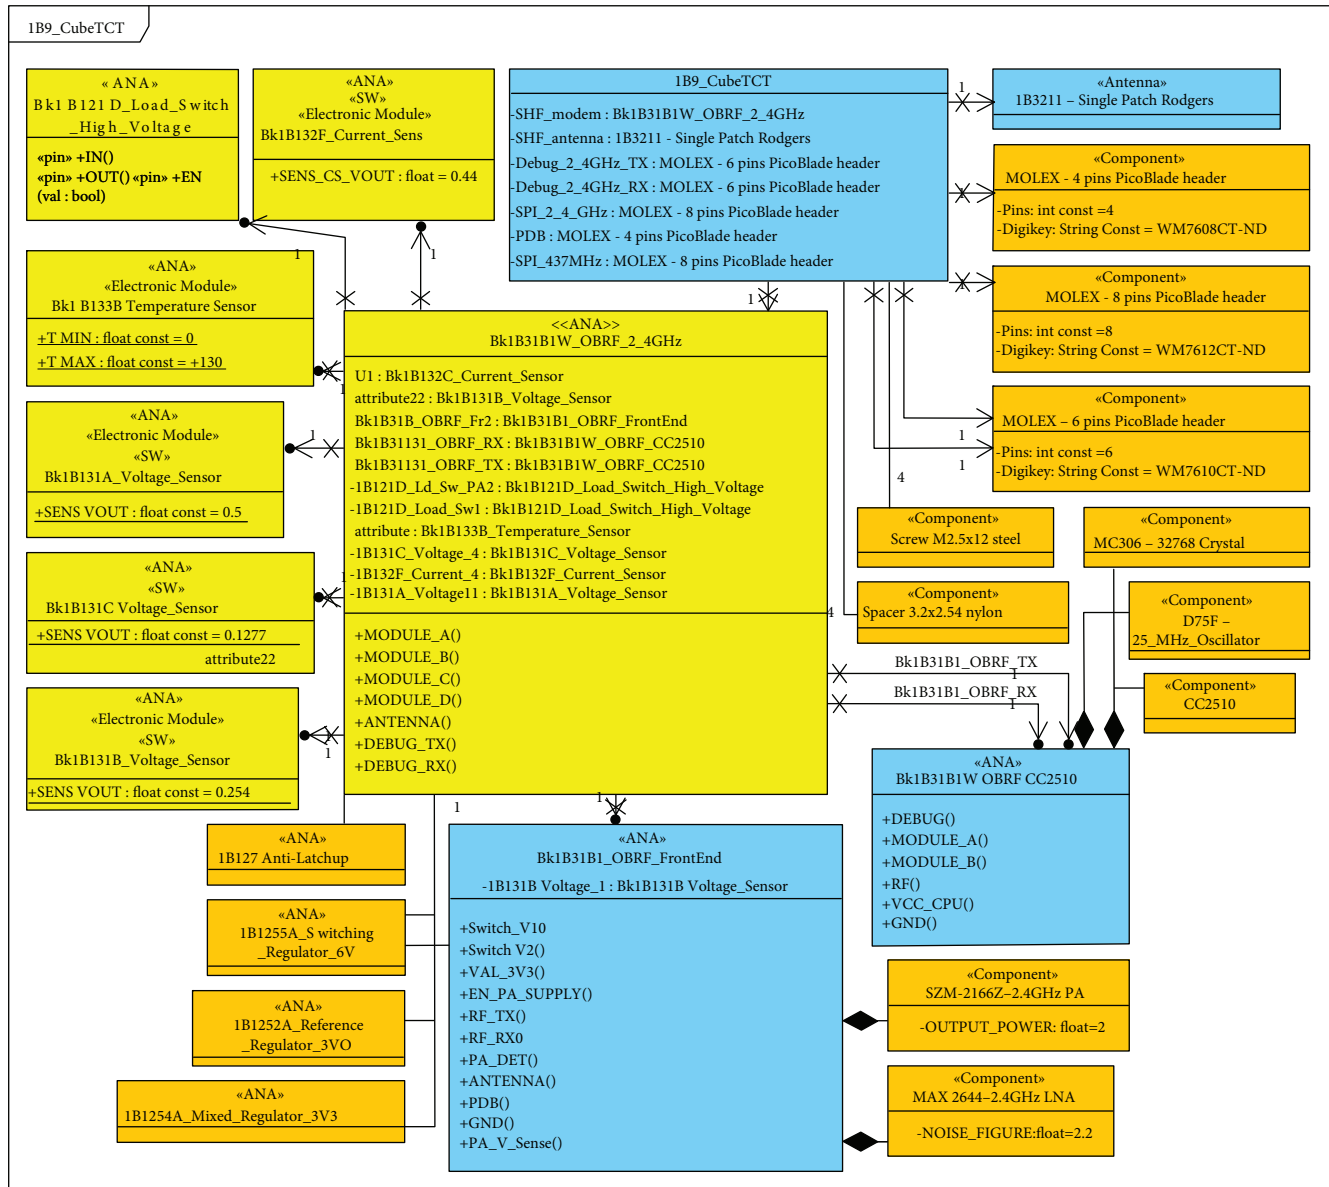 1B9_CubeTCT
« ANA»
Bk1 B121 D_Load_Switch
_High_Voltage
«pin» +IN()
«pin» +OUT() «pin» +EN
(val : bool)
«ANA»
«SW»
«Electronic Module»
Bk1B132F_Current_Sens
+SENS_CS_VOUT : float = 0.44
1B9_CubeTCT
-SHF_modem : Bk1B31B1W_OBRF_2_4GHz
-SHF_antenna : 1B3211 - Single Patch Rodgers
-Debug_2_4GHz_TX : MOLEX - 6 pins PicoBlade header
-Debug_2_4GHz_RX : MOLEX - 6 pins PicoBlade header
-SPI_2_4_GHz : MOLEX - 8 pins PicoBlade header
-PDB : MOLEX - 4 pins PicoBlade header
-SPI_437MHz : MOLEX - 8 pins PicoBlade header
1
«Antenna»
1B3211 – Single Patch Rodgers
1
«Component»
MOLEX - 4 pins PicoBlade header
-Pins: int const =4
-Digikey: String Const = WM7608CT-ND
1
«Component»
MOLEX - 8 pins PicoBlade header
-Pins: int const =8
-Digikey: String Const = WM7612CT-ND
«Component»
MOLEX – 6 pins PicoBlade header
-Pins: int const =6
-Digikey: String Const = WM7610CT-ND
1
1
4
1
1
1
«ANA»
«Electronic Module»
Bk1 B133B Temperature Sensor
+T MIN : float const = 0
+T MAX : float const = +130
1
«ANA»
«Electronic Module»
«SW»
Bk1B131A_Voltage_Sensor
+SENS VOUT : float const = 0.5
1
«ANA»
«SW»
Bk1B131C Voltage_Sensor
+SENS VOUT : float const = 0.1277
attribute22
1
«ANA»
«Electronic Module»
«SW»
Bk1B131B_Voltage_Sensor
+SENS VOUT : float const = 0.254
1
1
<<ANA>>
Bk1B31B1W_OBRF_2_4GHz
U1 : Bk1B132C_Current_Sensor
attribute22 : Bk1B131B_Voltage_Sensor
Bk1B31B_OBRF_Fr2 : Bk1B31B1_OBRF_FrontEnd
Bk1B31131_OBRF_RX : Bk1B31B1W_OBRF_CC2510
Bk1B31131_OBRF_TX : Bk1B31B1W_OBRF_CC2510
-1B121D_Ld_Sw_PA2 : Bk1B121D_Load_Switch_High_Voltage
-1B121D_Load_Sw1 : Bk1B121D_Load_Switch_High_Voltage
attribute : Bk1B133B_Temperature_Sensor
-1B131C_Voltage_4 : Bk1B131C_Voltage_Sensor
-1B132F_Current_4 : Bk1B132F_Current_Sensor
-1B131A_Voltage11 : Bk1B131A_Voltage_Sensor
+MODULE_A()
+MODULE_B()
+MODULE_C()
+MODULE_D()
+ANTENNA()
+DEBUG_TX()
+DEBUG_RX()
4
«Component»
Screw M2.5x12 steel
«Component»
Spacer 3.2x2.54 nylon
«Component»
MC306 – 32768 Crystal
«Component»
D75F –
25_MHz_Oscillator
«Component»
CC2510
Bk1B31B1_OBRF_TX
1
Bk1B31B1_OBRF_RX
1
«ANA»
Bk1B31B1W OBRF CC2510
+DEBUG()
+MODULE_A()
+MODULE_B()
+RF()
+VCC_CPU()
+GND()
«ANA»
1B127 Anti-Latchup
«ANA»
1B1255A_S witching
_Regulator_6V
«ANA»
1B1252A_Reference
_Regulator_3VO
«ANA»
1B1254A_Mixed_Regulator_3V3
1
1
1
«ANA»
Bk1B31B1_OBRF_FrontEnd
-1B131B Voltage_1 : Bk1B131B Voltage_Sensor
+Switch_V10
+Switch V2()
+VAL_3V3()
+EN_PA_SUPPLY()
+RF_TX()
+RF_RX0
+PA_DET()
+ANTENNA()
+PDB()
+GND()
+PA_V_Sense()
«Component»
SZM-2166Z–2.4GHz PA
-OUTPUT_POWER: float=2
«Component»
MAX 2644–2.4GHz LNA
-NOISE_FIGURE:float=2.2